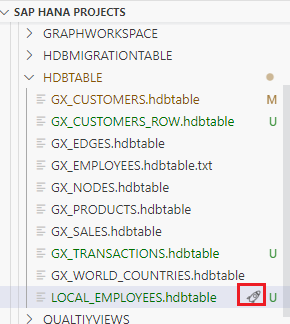 SAP HANA PROJECTS
GRAPHWORKSPACE
HDBMIGRATIONTABLE
HDBTABLE
GX_CUSTOMERS.hdbtable M
GX_CUSTOMERS_ROW.hdbtable U
GX_EDGES.hdbtable
GX_EMPLOYEES.hdbtable.txt
GX_NODES.hdbtable
GX_PRODUCTS.hdbtable
GX_SALES.hdbtable
GX_TRANSACTIONS.hdbtable U
GX_WORLD_COUNTRIES.hdbtable
LOCAL_EMPLOYEES.hdbtable U
QUALTIYVIEWS